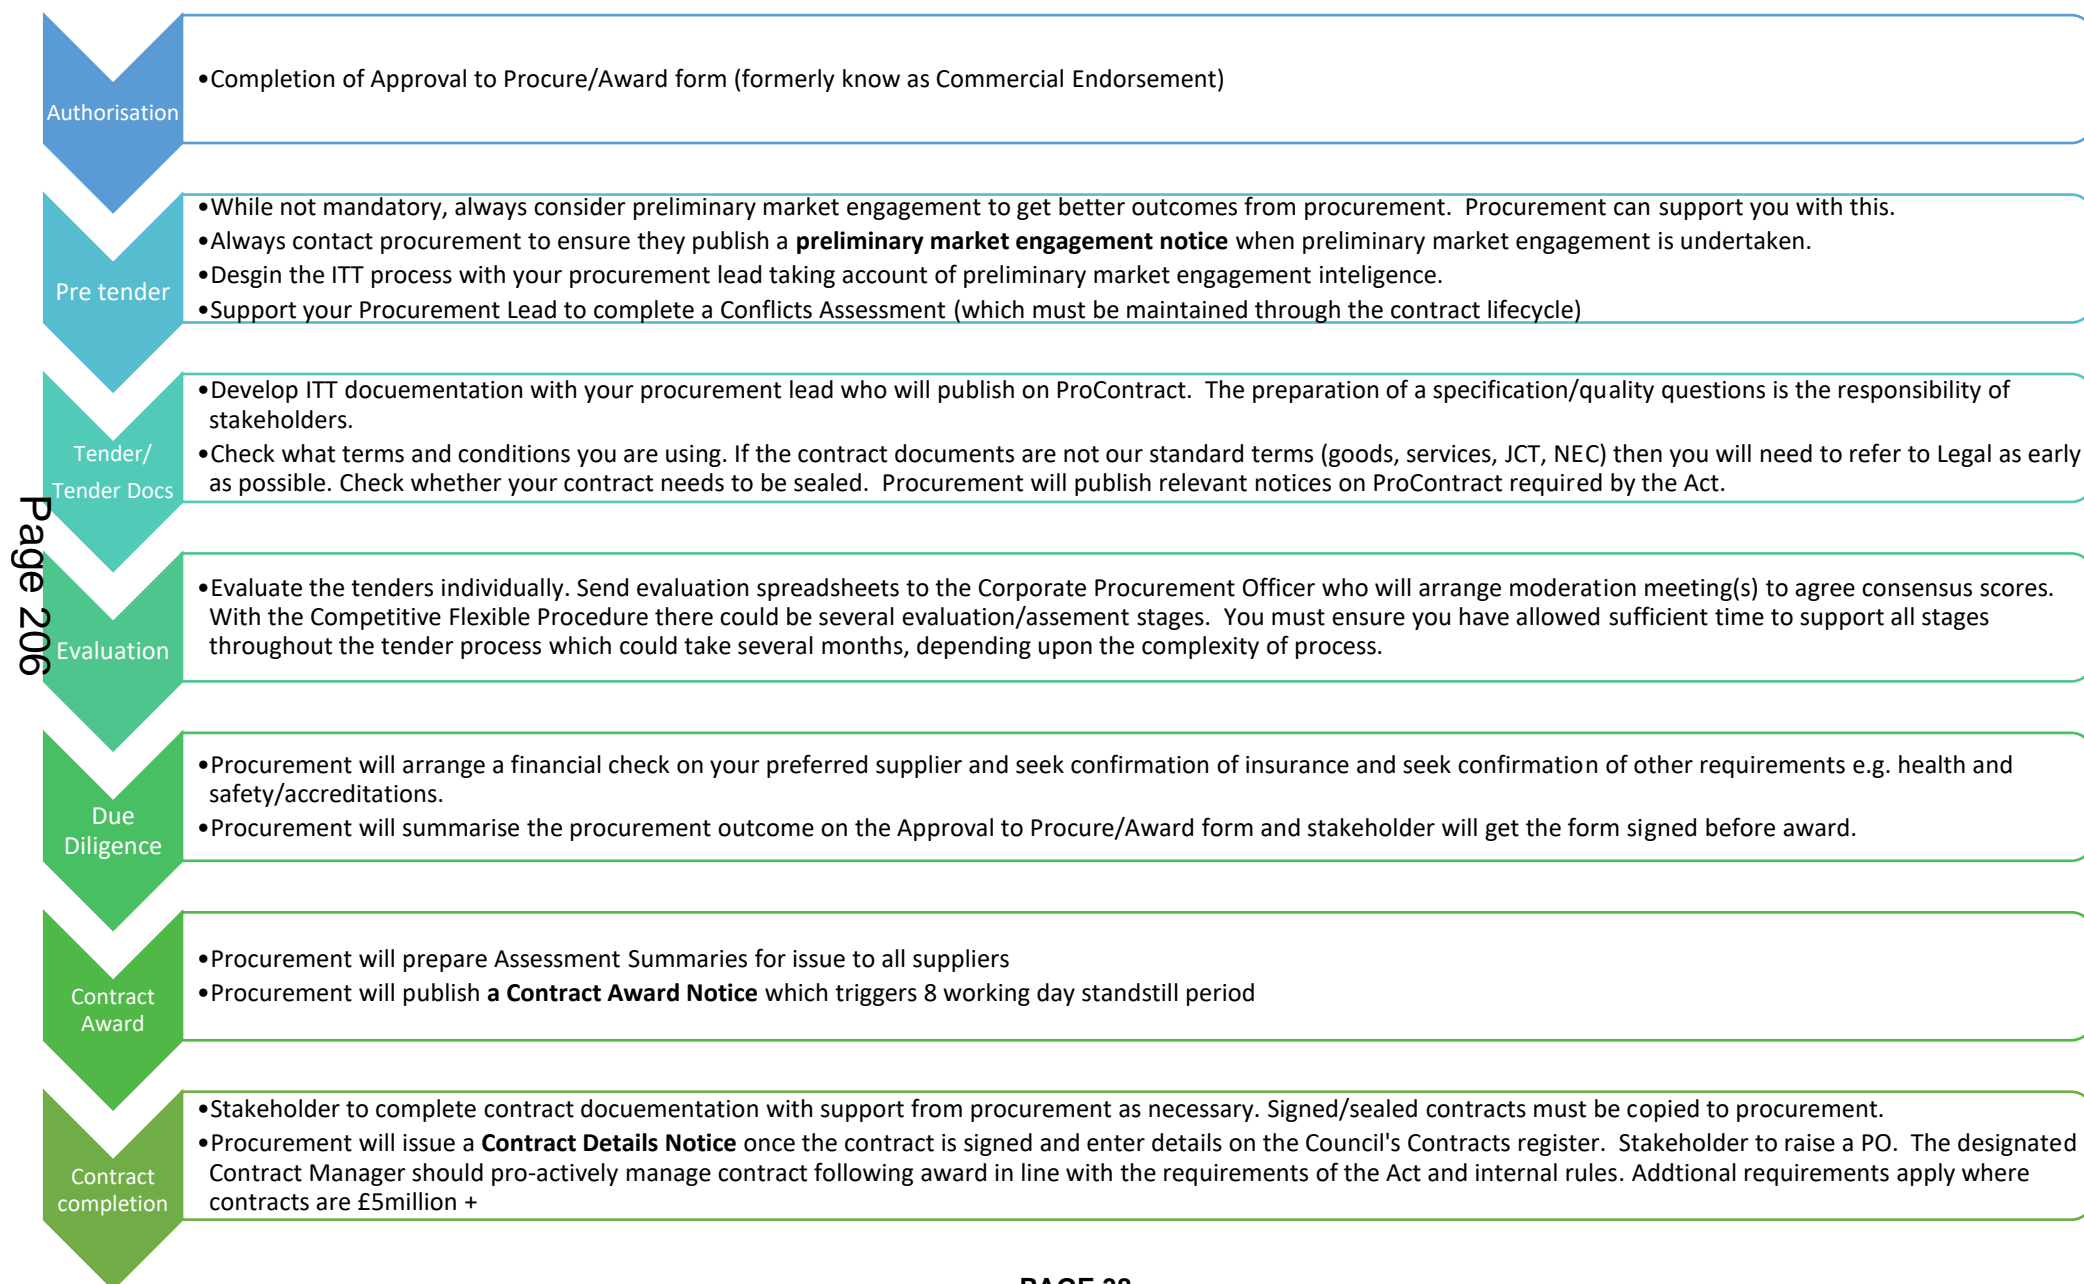 Authorisation
•Completion of Approval to Procure/Award form (formerly know as Commercial Endorsement)
Pre tender
•While not mandatory, always consider preliminary market engagement to get better outcomes from procurement.  Procurement can support you with this.
•Always contact procurement to ensure they publish a preliminary market engagement notice when preliminary market engagement is undertaken.
•Desgin the ITT process with your procurement lead taking account of preliminary market engagement inteligence.
•Support your Procurement Lead to complete a Conflicts Assessment (which must be maintained through the contract lifecycle)
Tender/
Tender Docs
•Develop ITT docuementation with your procurement lead who will publish on ProContract.  The preparation of a specification/quality questions is the responsibility of
stakeholders.
•Check what terms and conditions you are using. If the contract documents are not our standard terms (goods, services, JCT, NEC) then you will need to refer to Legal as early
as possible. Check whether your contract needs to be sealed.  Procurement will publish relevant notices on ProContract required by the Act.
Page 206
Evaluation
•Evaluate the tenders individually. Send evaluation spreadsheets to the Corporate Procurement Officer who will arrange moderation meeting(s) to agree consensus scores.
With the Competitive Flexible Procedure there could be several evaluation/assement stages.  You must ensure you have allowed sufficient time to support all stages
throughout the tender process which could take several months, depending upon the complexity of process.
Due
Diligence
•Procurement will arrange a financial check on your preferred supplier and seek confirmation of insurance and seek confirmation of other requirements e.g. health and
safety/accreditations.
•Procurement will summarise the procurement outcome on the Approval to Procure/Award form and stakeholder will get the form signed before award.
Contract
Award
•Procurement will prepare Assessment Summaries for issue to all suppliers
•Procurement will publish a Contract Award Notice which triggers 8 working day standstill period
Contract
completion
•Stakeholder to complete contract docuementation with support from procurement as necessary. Signed/sealed contracts must be copied to procurement.
•Procurement will issue a Contract Details Notice once the contract is signed and enter details on the Council's Contracts register.  Stakeholder to raise a PO.  The designated
Contract Manager should pro-actively manage contract following award in line with the requirements of the Act and internal rules. Addtional requirements apply where
contracts are £5million +
PAGE 38